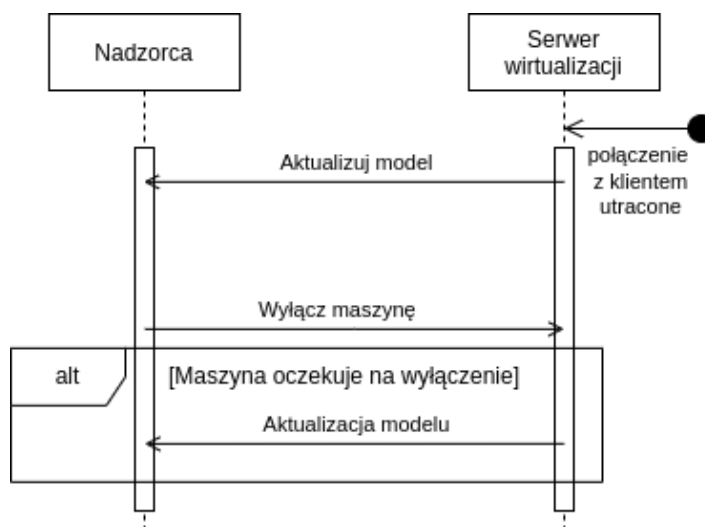 Nadzorca
Serwer
wirtualizacji
połączenie
z klientem
utracone
Aktualizuj model
Wyłącz maszynę
alt
[Maszyna oczekuje na wyłączenie]
Aktualizacja modelu